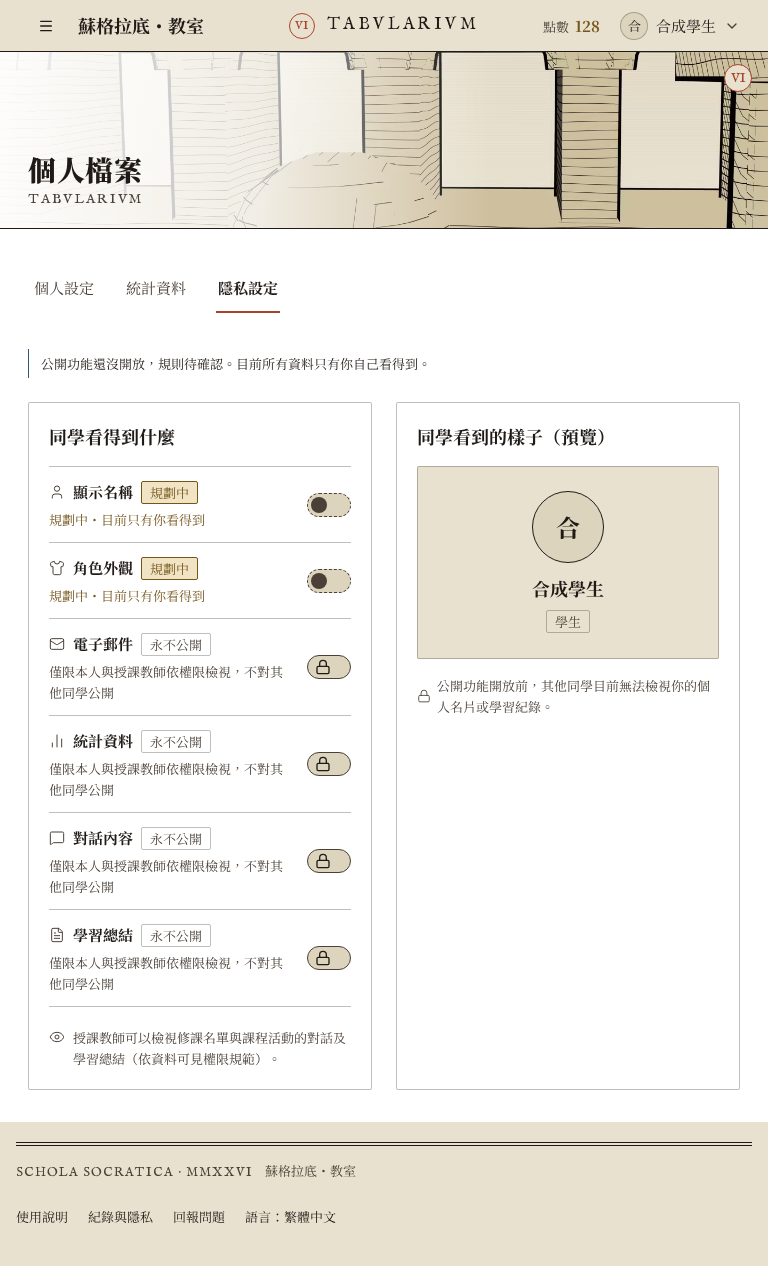 蘇格拉底・教室
VI TABVLARIVM
點數 128
合 合成學生
VI
個人檔案
TABVLARIVM
個人設定 統計資料 隱私設定
公開功能還沒開放，規則待確認。目前所有資料只有你自己看得到。
同學看得到什麼
顯示名稱 規劃中
規劃中・目前只有你看得到
角色外觀 規劃中
規劃中・目前只有你看得到
電子郵件 永不公開
僅限本人與授課教師依權限檢視，不對其
他同學公開
統計資料 永不公開
僅限本人與授課教師依權限檢視，不對其
他同學公開
對話內容 永不公開
僅限本人與授課教師依權限檢視，不對其
他同學公開
學習總結 永不公開
僅限本人與授課教師依權限檢視，不對其
他同學公開
授課教師可以檢視修課名單與課程活動的對話及
學習總結（依資料可見權限規範）。
同學看到的樣子（預覽）
合
合成學生
學生
公開功能開放前，其他同學目前無法檢視你的個
人名片或學習紀錄。
SCHOLA SOCRATICA · MMXXVI 蘇格拉底・教室
使用說明 紀錄與隱私 回報問題 語言：繁體中文